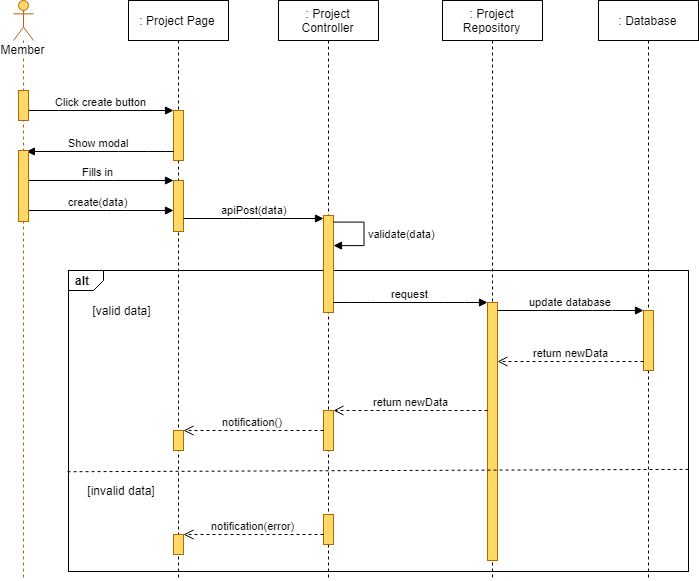 : Project Page
: Project
Controller
: Project
Repository
: Database
Member
Click create button
Show modal
Fills in
create(data)
apiPost(data)
validate(data)
alt
request
update database
[valid data]
return newData
return newData
notification()
[invalid data]
notification(error)